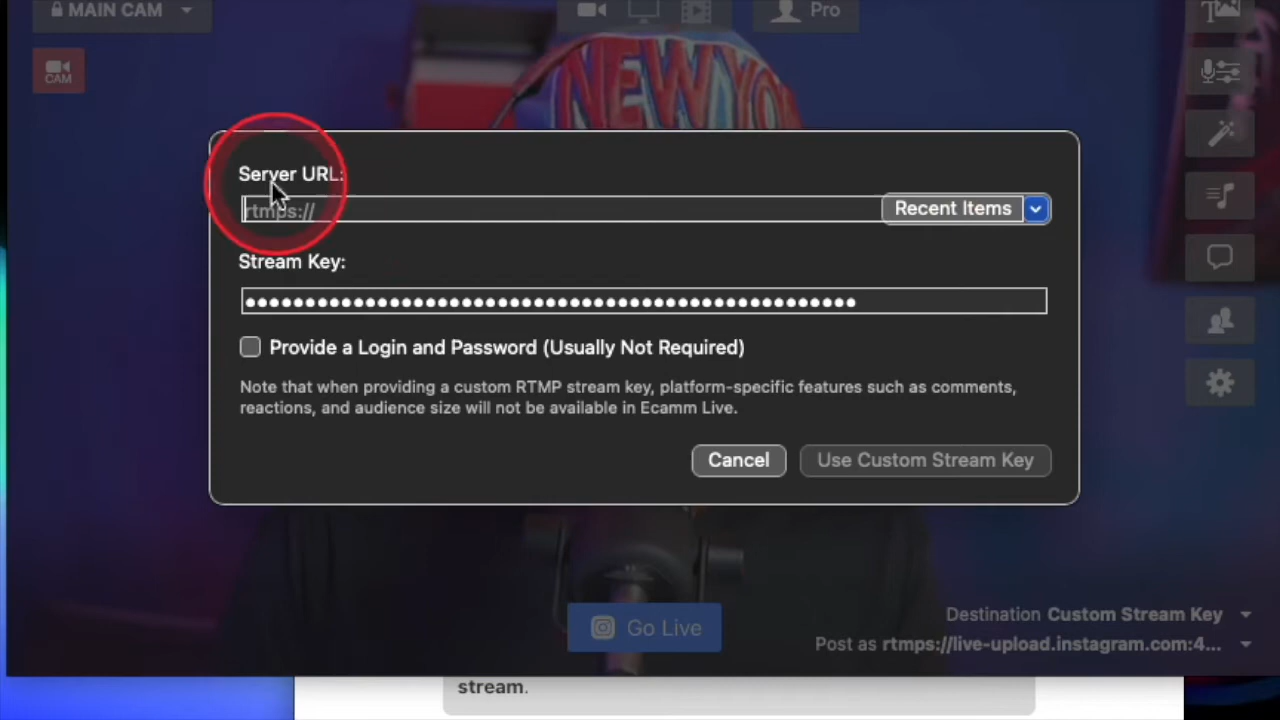 MAIN CAM
Pro
CAM
NEW YO
Server URL:
rtmps://
Recent Items
Stream Key:
●●●●●●●●●●●●●●●●●●●●●●●●●●●●●●●●●●●●●●●●●●●●●●●●●●●
Provide a Login and Password (Usually Not Required)
Note that when providing a custom RTMP stream key, platform-specific features such as comments,
reactions, and audience size will not be available in Ecamm Live.
Cancel
Use Custom Stream Key
Destination Custom Stream Key
Go Live
Post as rtmps://live-upload.instagram.com:4...
stream.